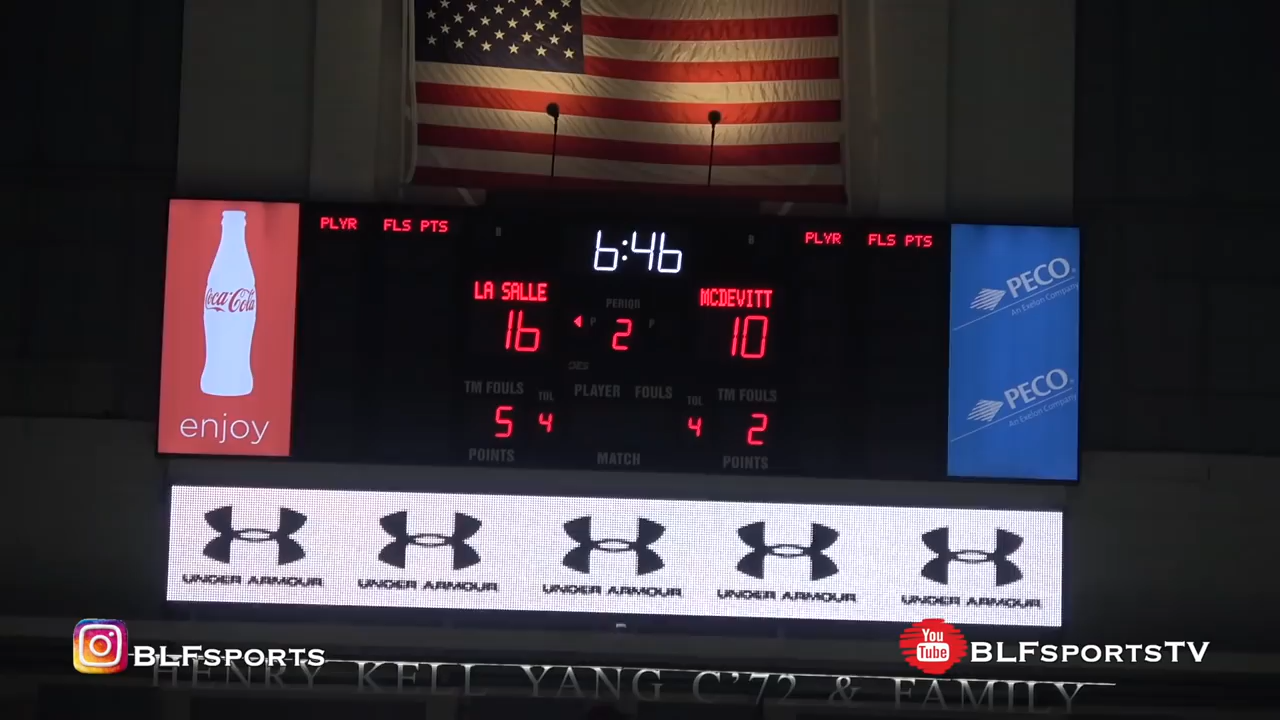 PLYR FLS PTS
B
6:46
B
PLYR FLS PTS
LA SALLE
PERIOD
MCDEVITT
16
P 2 P
10
TM FOULS
TOL
PLAYER FOULS
TOL
TM FOULS
5 4
4 2
POINTS
MATCH
POINTS
Coca-Cola
enjoy
PECO
An Exelon Company
PECO
An Exelon Company
UNDER ARMOUR UNDER ARMOUR UNDER ARMOUR UNDER ARMOUR UNDER ARMOUR
BLFSPORTS
You
Tube
BLFSPORTSTV
HENRY KELL YANG C'72 & FAMILY